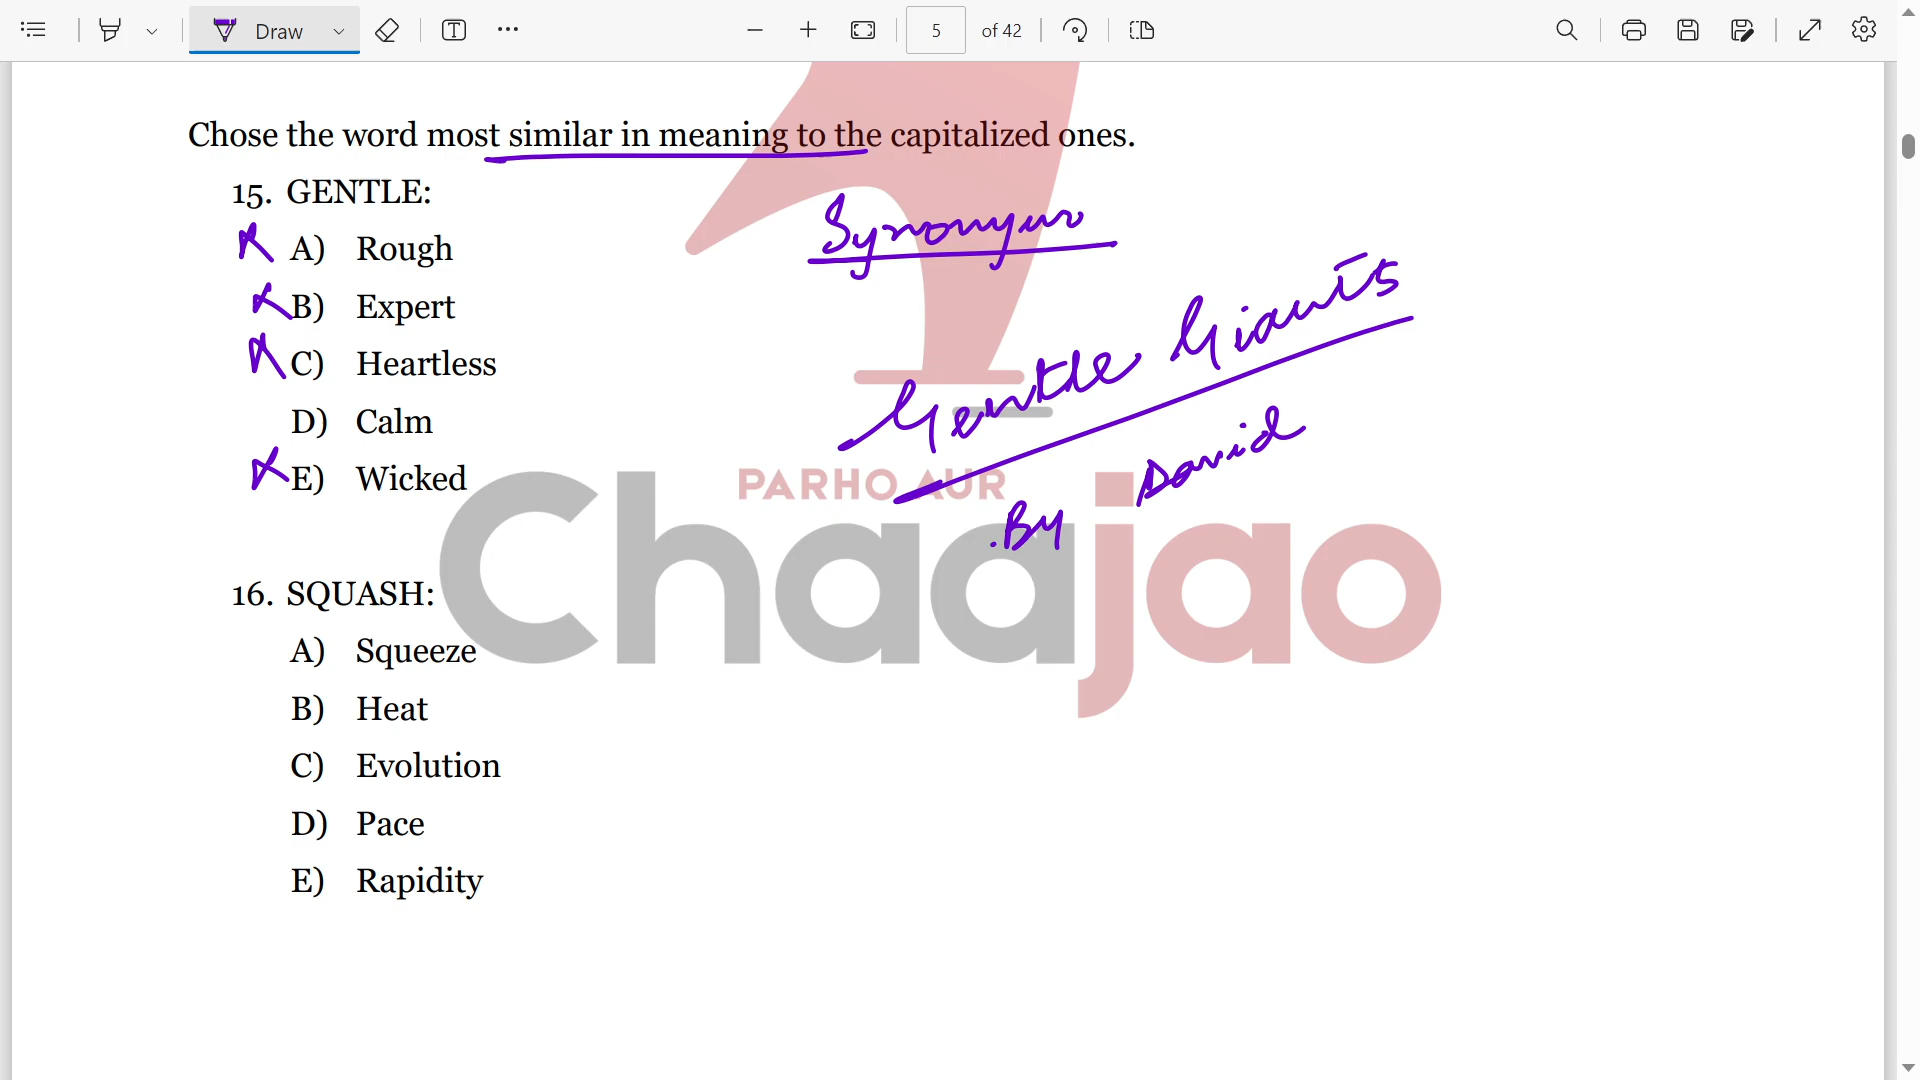 Draw
5 of 42
Chose the word most similar in meaning to the capitalized ones.
15. GENTLE:
Synonyms
A) Rough
B) Expert
C) Heartless
D) Calm
E) Wicked
Gentle Giants
By David
PARHO AUR
Chaajao
16. SQUASH:
A) Squeeze
B) Heat
C) Evolution
D) Pace
E) Rapidity